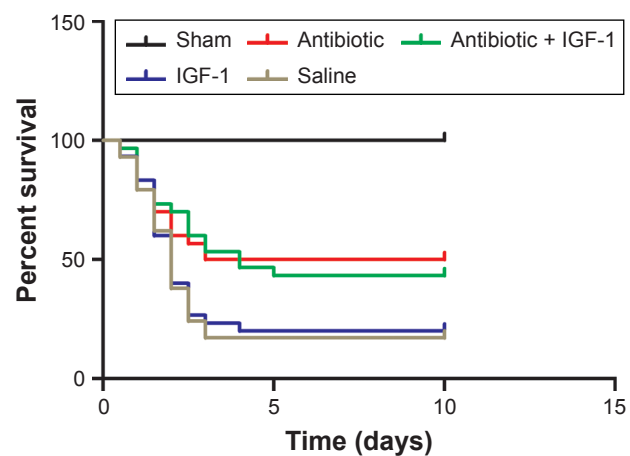 150
Sham Antibiotic Antibiotic + IGF-1
IGF-1 Saline
100
Percent survival
50
0
0 5 10 15
Time (days)